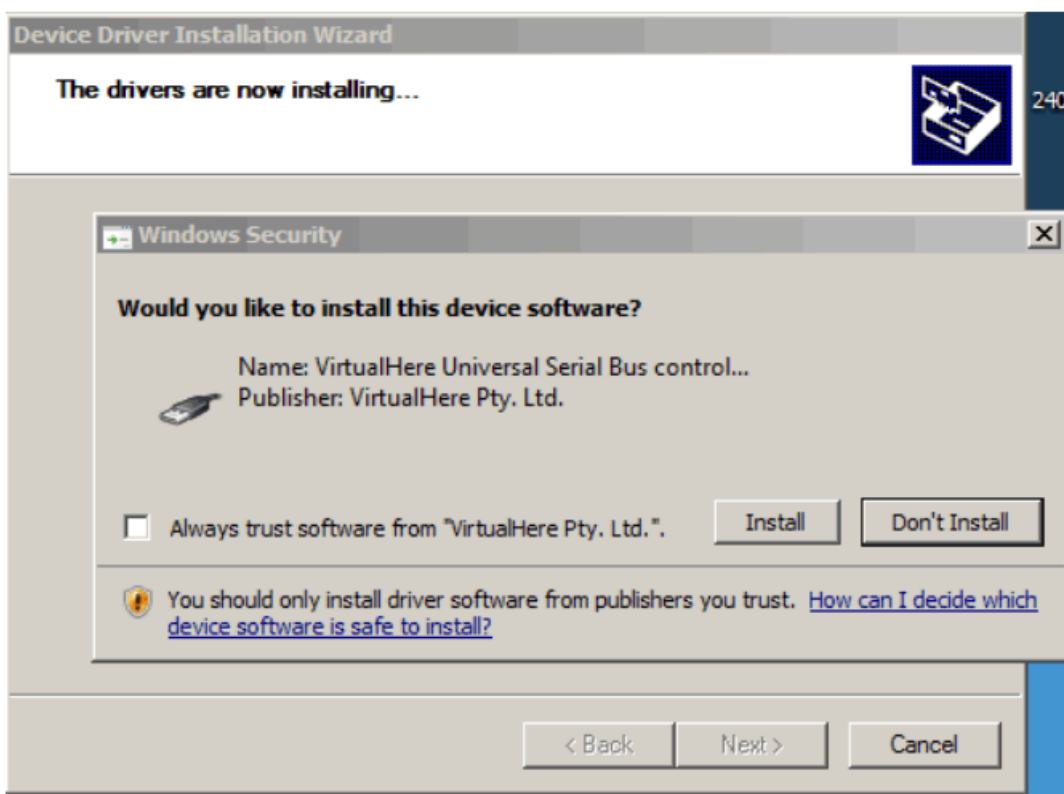 Device Driver Installation Wizard
The drivers are now installing...
240
Windows Security
Would you like to install this device software?
Name: VirtualHere Universal Serial Bus control...
Publisher: VirtualHere Pty. Ltd.
Always trust software from "VirtualHere Pty. Ltd.".
Install
Don't Install
You should only install driver software from publishers you trust. How can I decide which
device software is safe to install?
< Back
Next >
Cancel